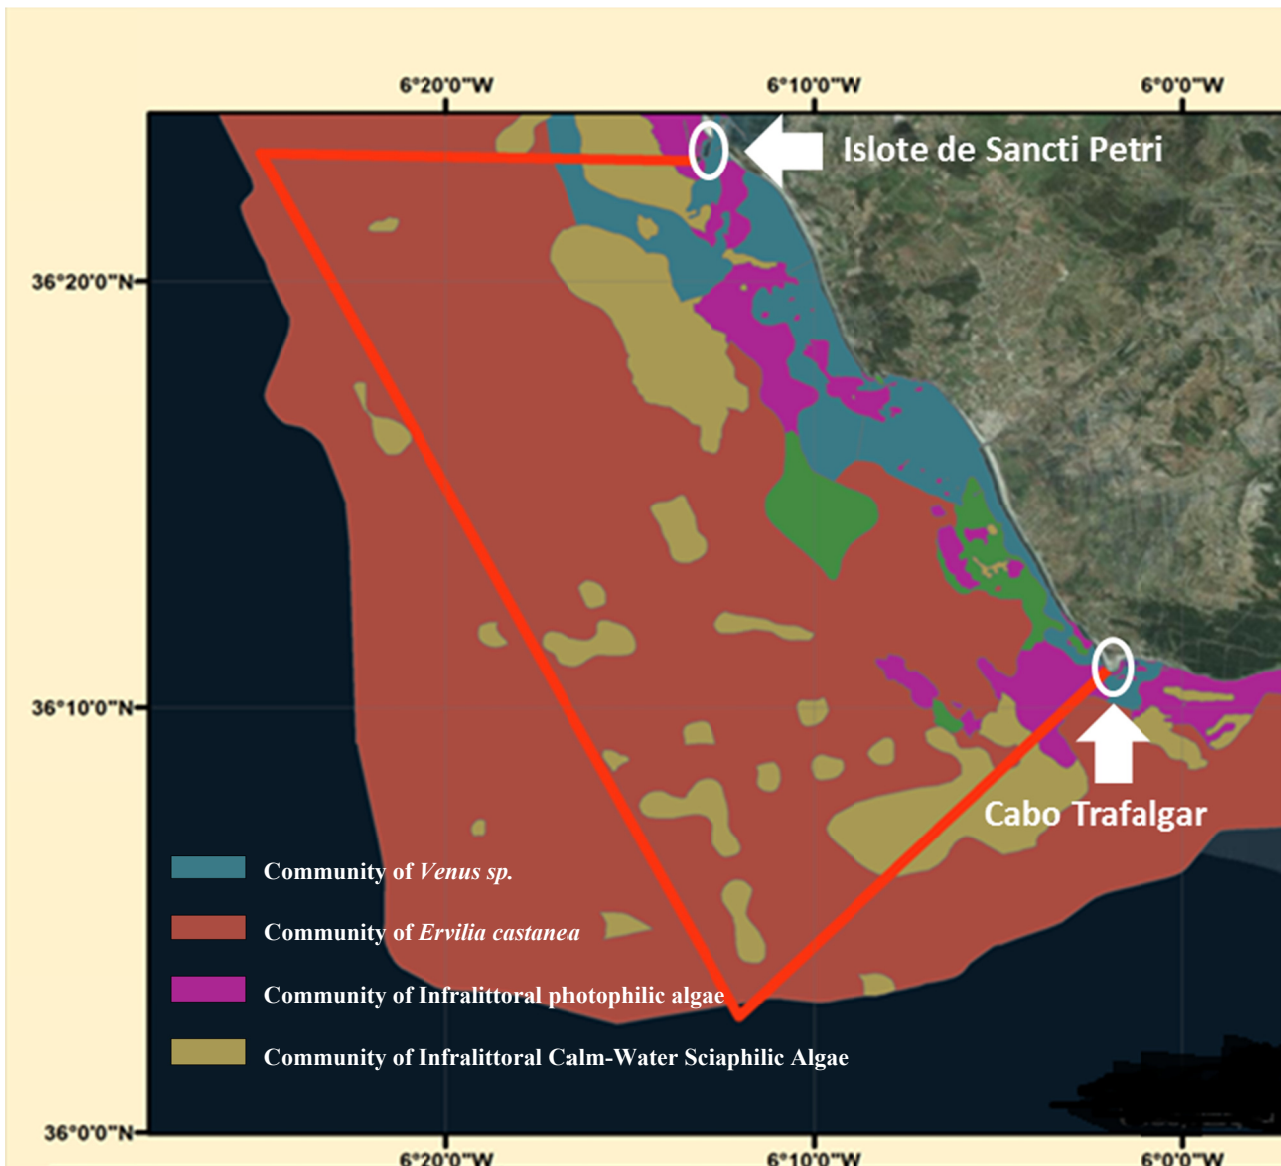 6°20'0"W 6°10'0"W 6°0'0"W
Islote de Sancti Petri
36°20'0"N
36°10'0"N
Cabo Trafalgar
Community of Venus sp.
Community of Ervilia castanea
Community of Infralittoral photophilic algae
Community of Infralittoral Calm-Water Sciaphilic Algae
36°0'0"N
6°20'0"W 6°10'0"W 6°0'0"W